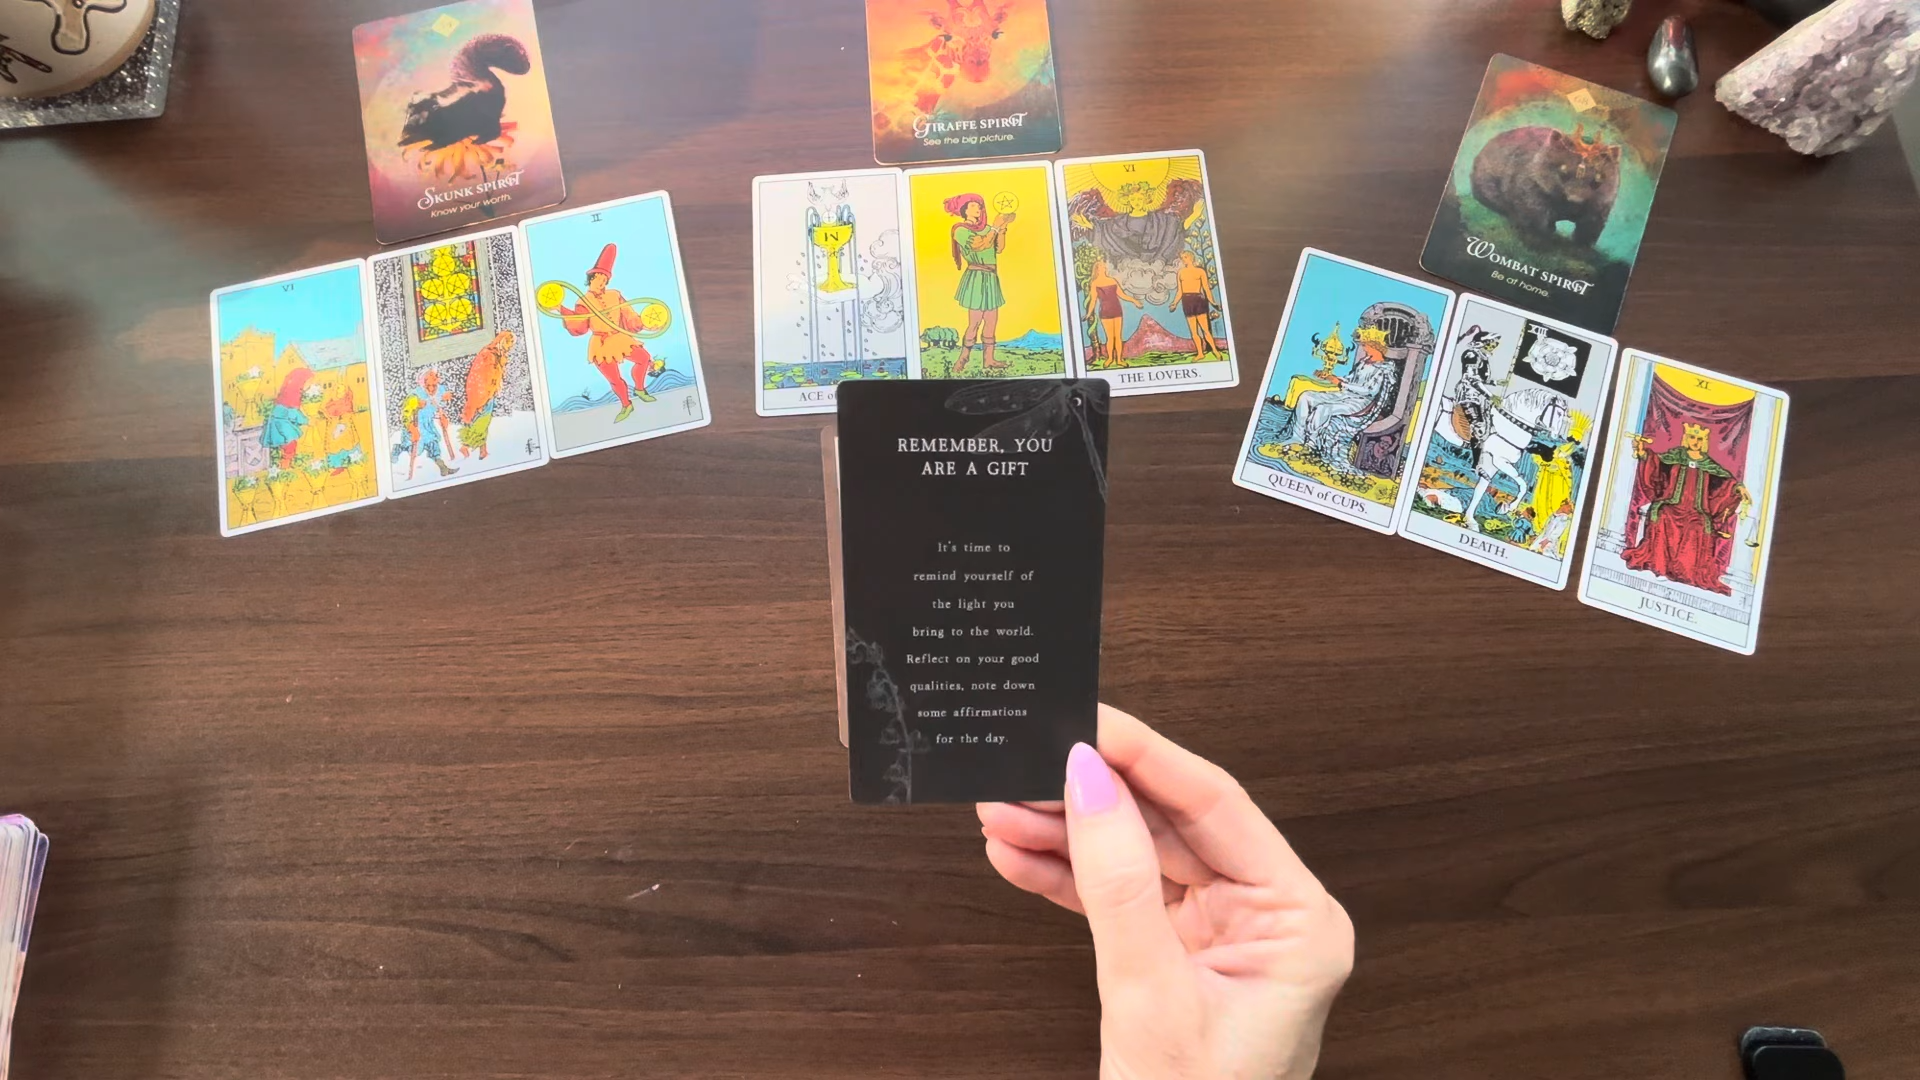 SKUNK SPIRIT
Know your worth.
GIRAFFE SPIRIT
See the big picture.
WOMBAT SPIRIT
Be at home.
VI
II
ACE
VI
THE LOVERS.
QUEEN of CUPS.
XIII
DEATH.
XI.
JUSTICE.
REMEMBER, YOU
ARE A GIFT
It's time to
remind yourself of
the light you
bring to the world.
Reflect on your good
qualities, note down
some affirmations
for the day.